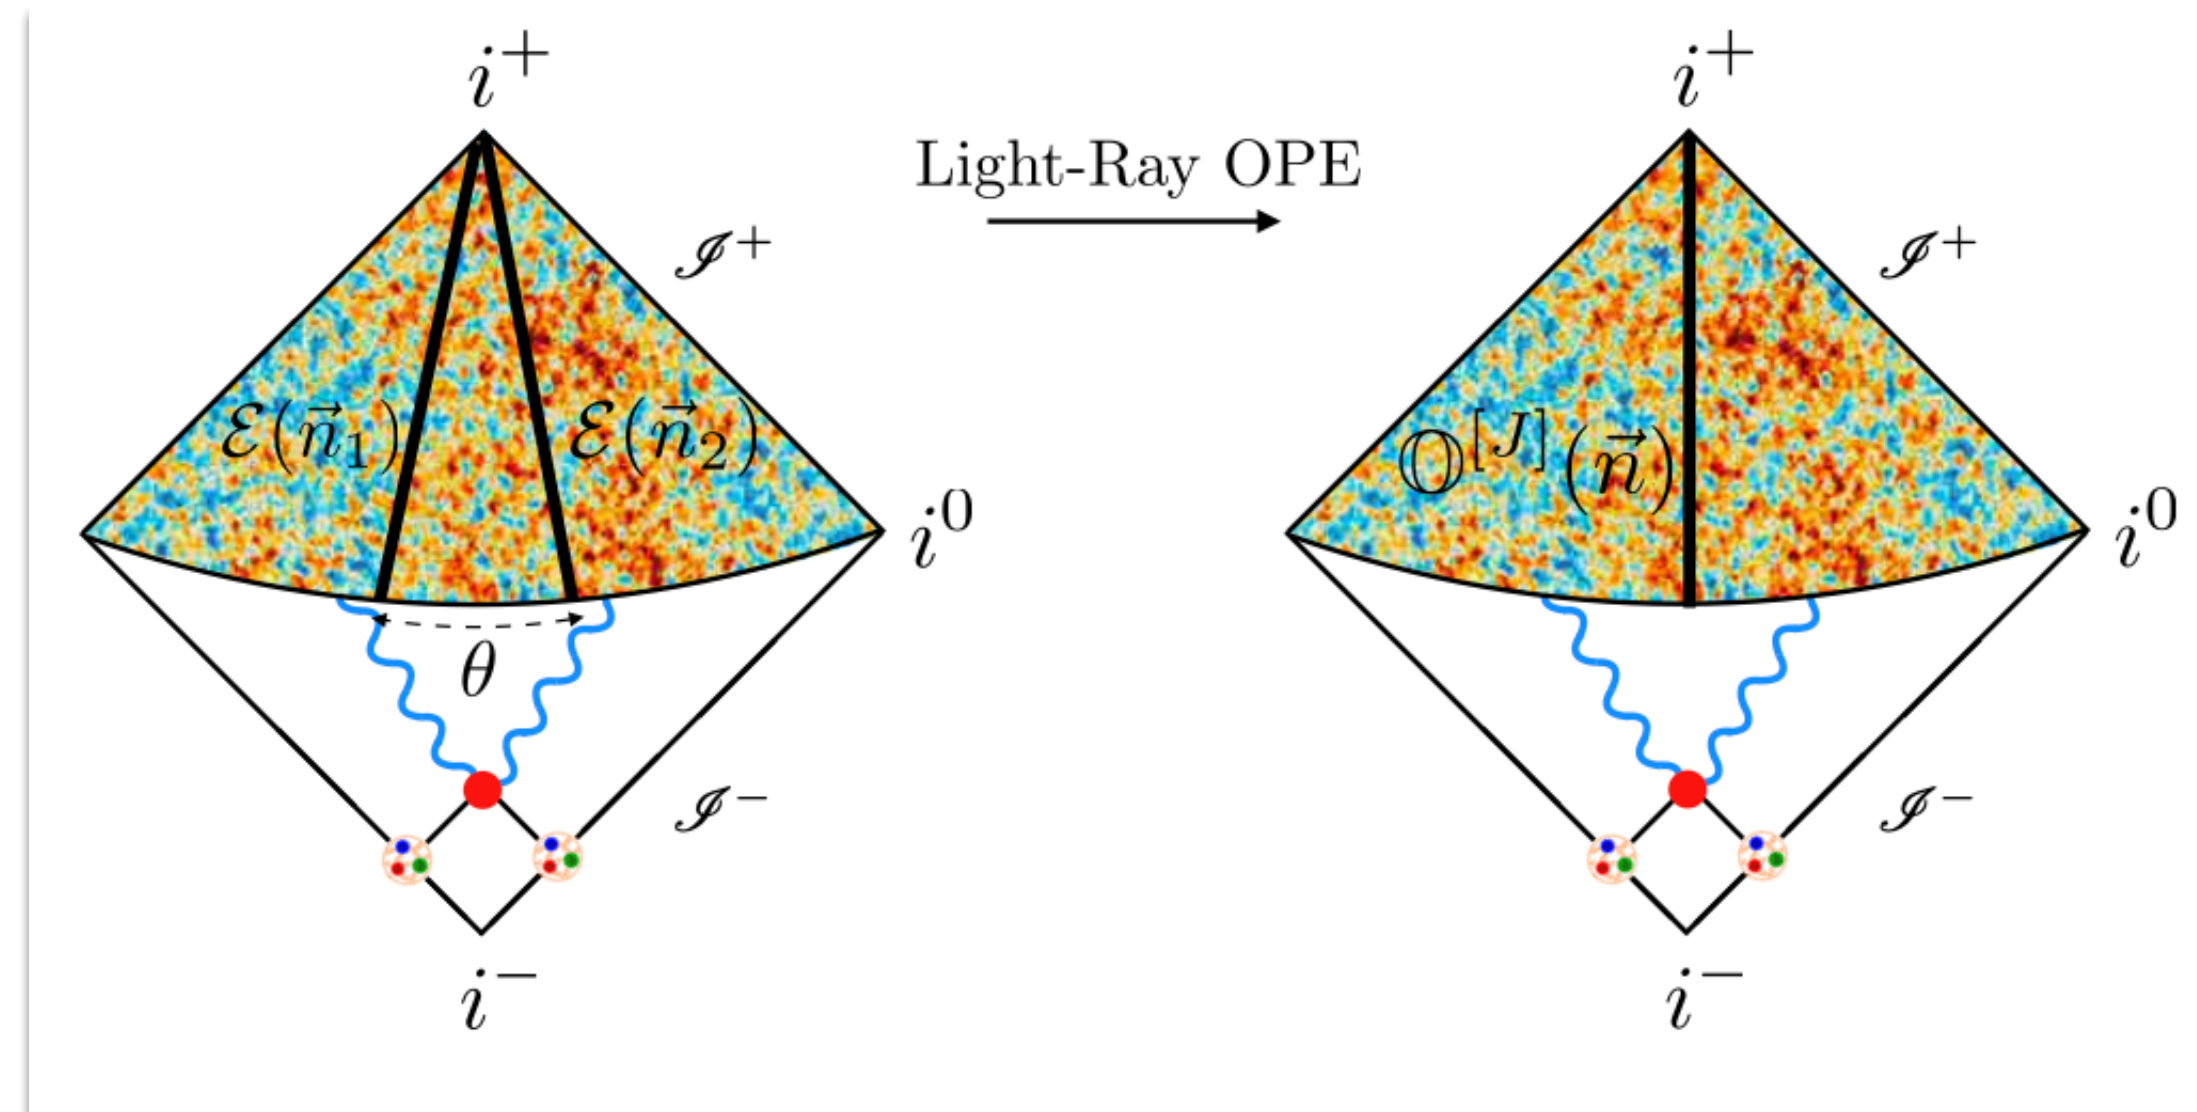 i⁺
i⁺
Light-Ray OPE
ℐ⁺
ℐ⁺
ℰ(n⃗₁)
ℰ(n⃗₂)
𝕆^[J](n⃗)
i⁰
i⁰
θ
ℐ⁻
ℐ⁻
i⁻
i⁻